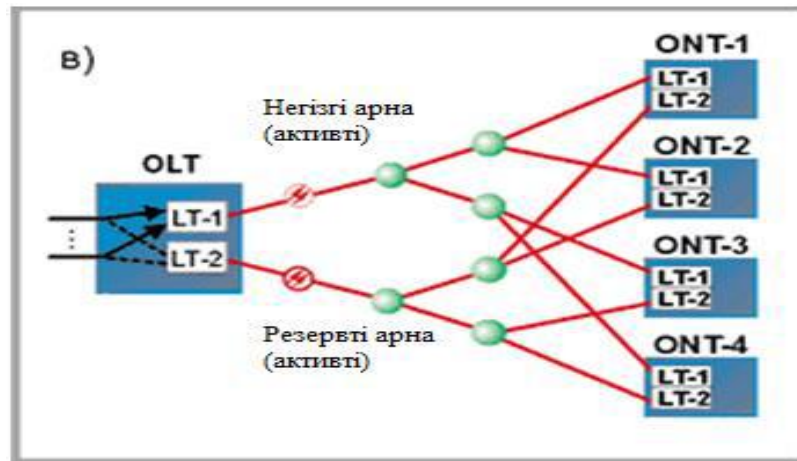 в)
Негізгі арна
(активті)
OLT
LT-1
LT-2
Резервті арна
(активті)
ONT-1
LT-1
LT-2
ONT-2
LT-1
LT-2
ONT-3
LT-1
LT-2
ONT-4
LT-1
LT-2